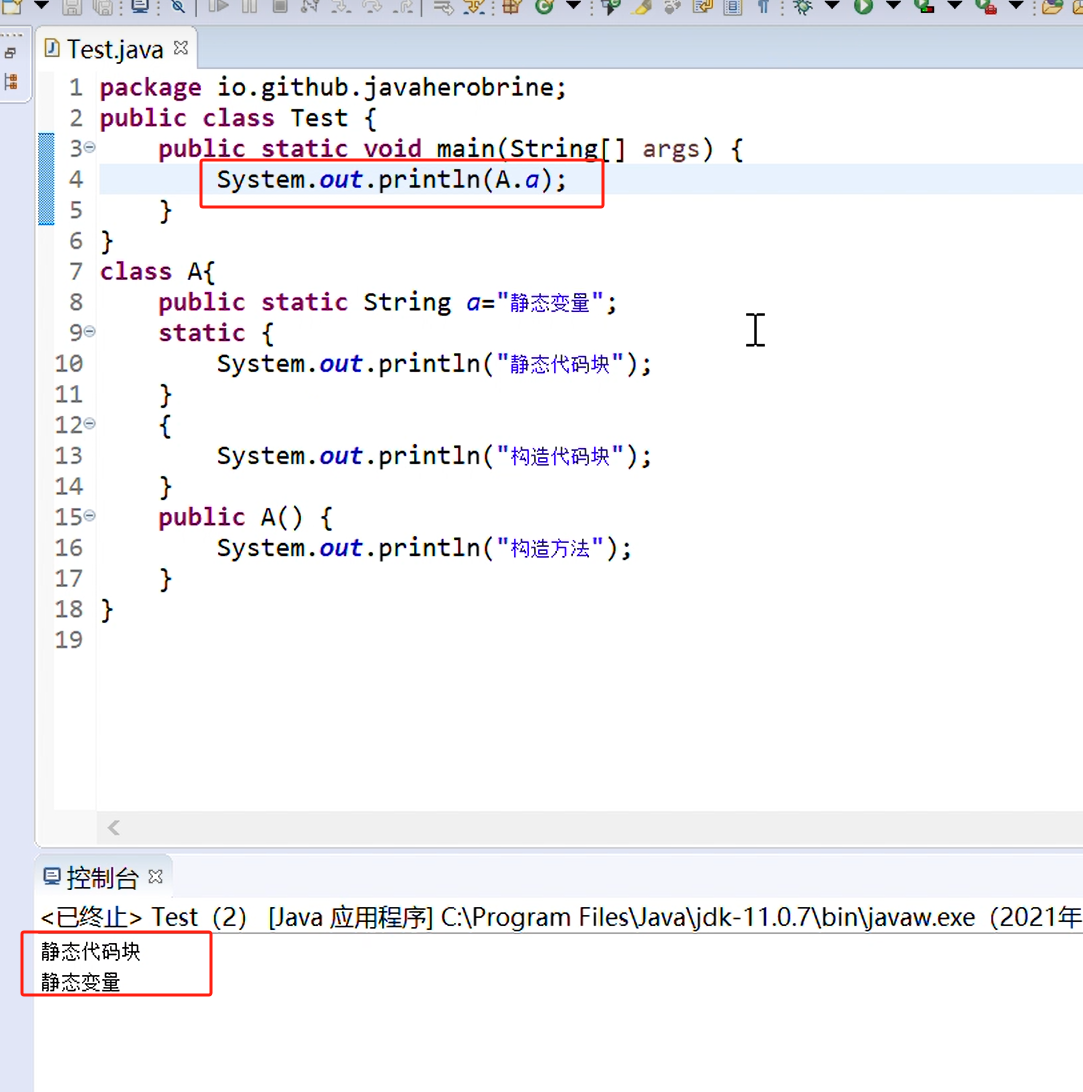 Test.java
1 package io.github.javaherobrine;
2 public class Test {
3 public static void main(String[] args) {
4 System.out.println(A.a);
5 }
6 }
7 class A{
8 public static String a="静态变量";
9 static {
10 System.out.println("静态代码块");
11 }
12 {
13 System.out.println("构造代码块");
14 }
15 public A() {
16 System.out.println("构造方法");
17 }
18 }
19
控制台
<已终止> Test (2) [Java 应用程序] C:\Program Files\Java\jdk-11.0.7\bin\javaw.exe (2021年
静态代码块
静态变量